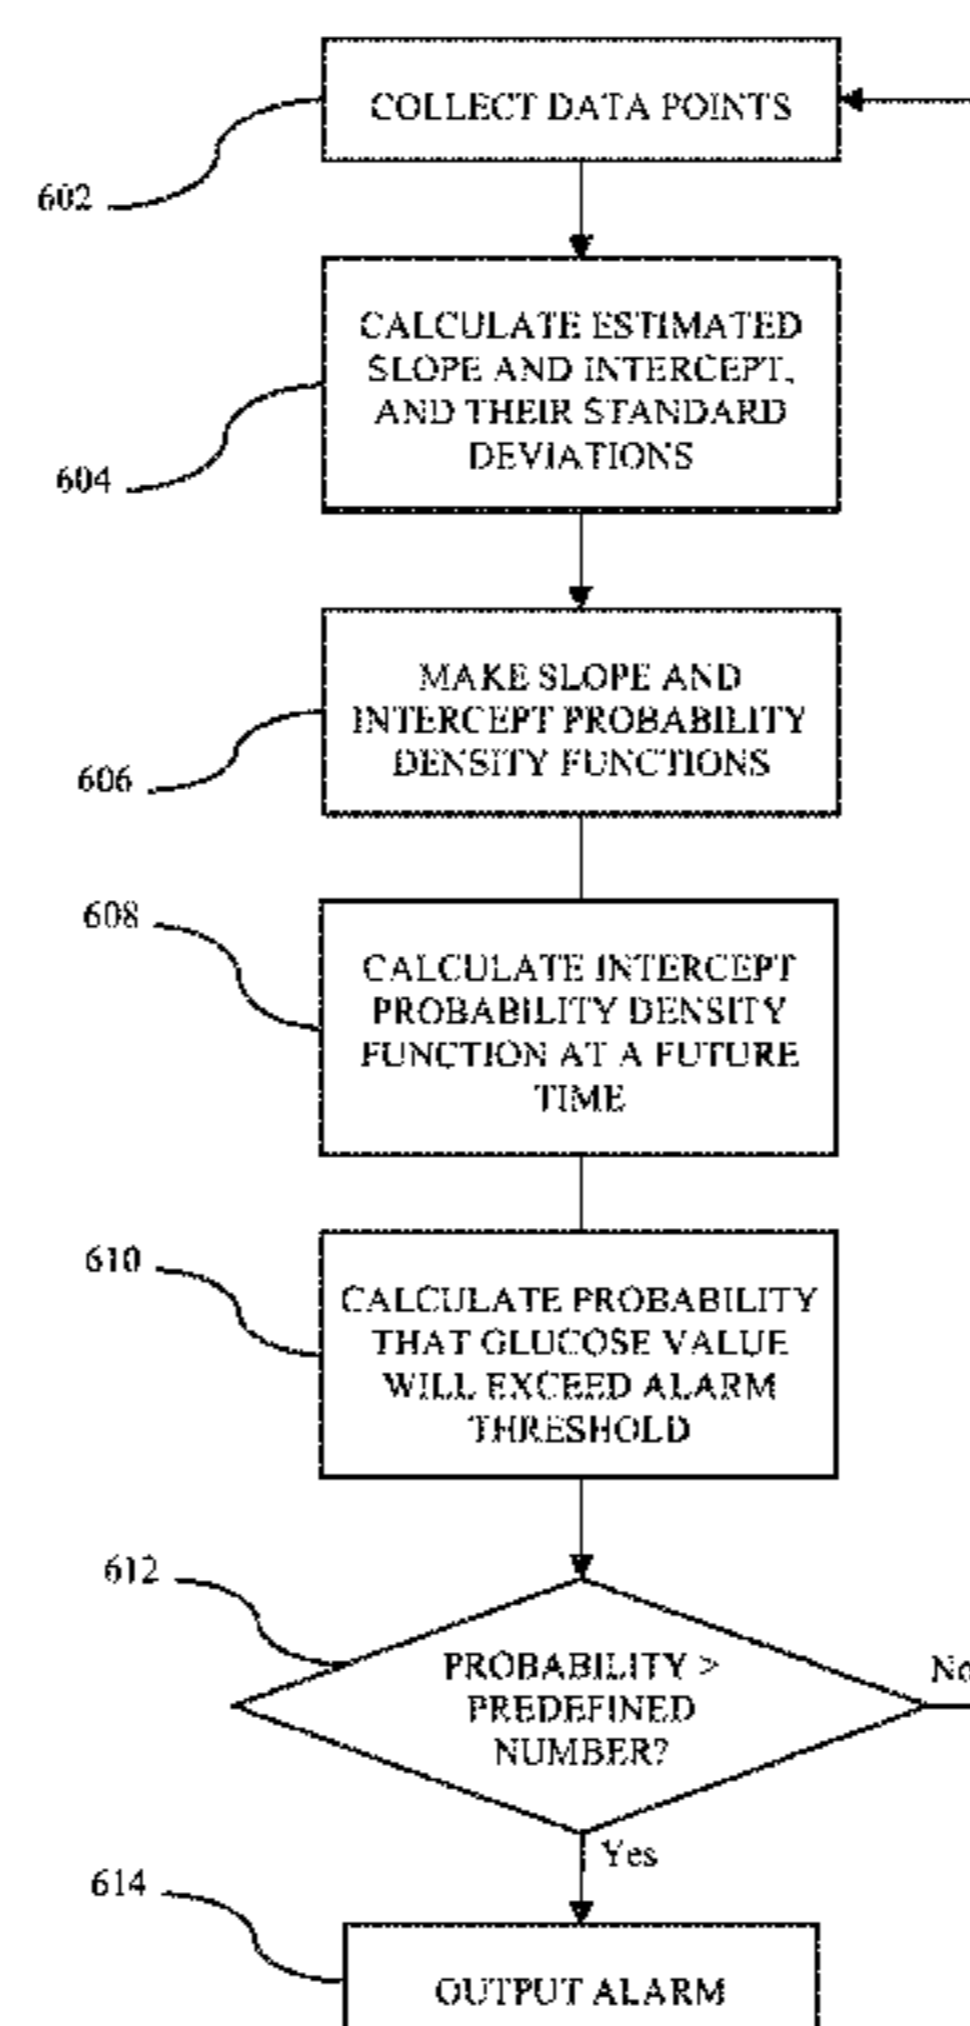 COLLECT DATA POINTS
602
CALCULATE ESTIMATED
SLOPE AND INTERCEPT,
AND THEIR STANDARD
DEVIATIONS
604
MAKE SLOPE AND
INTERCEPT PROBABILITY
DENSITY FUNCTIONS
606
608
CALCULATE INTERCEPT
PROBABILITY DENSITY
FUNCTION AT A FUTURE
TIME
610
CALCULATE PROBABILITY
THAT GLUCOSE VALUE
WILL EXCEED ALARM
THRESHOLD
612
PROBABILITY >
PREDEFINED
NUMBER?
No
Yes
614
OUTPUT ALARM